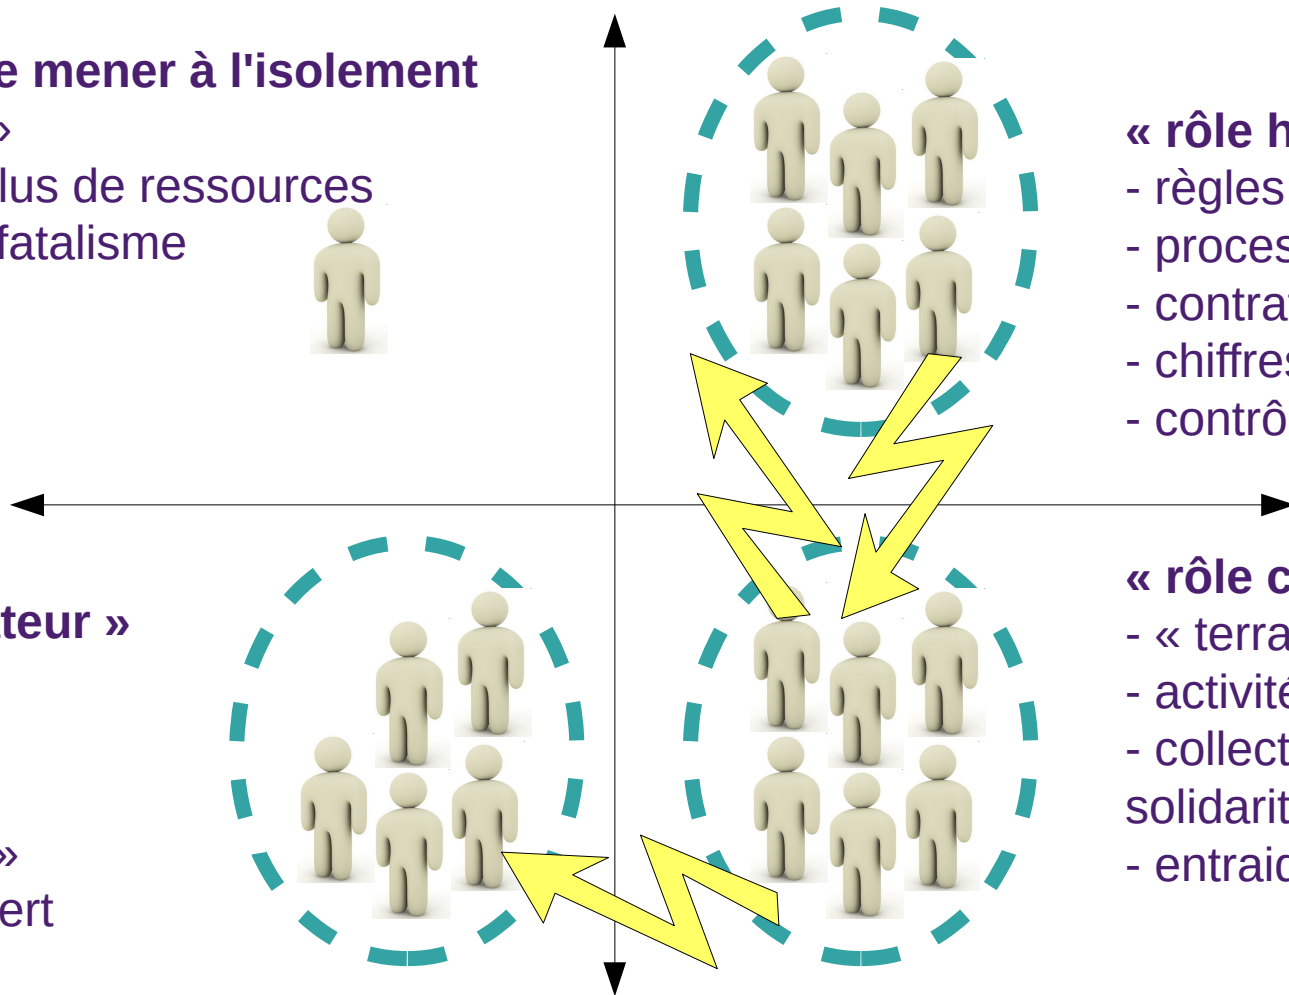 e mener à l'isolement
»
lus de ressources
fatalisme
« rôle h
- règles
- proces
- contrat
- chiffres
- contrô
teur »
»
ert
« rôle c
- « terra
- activité
- collect
solidarit
- entraid